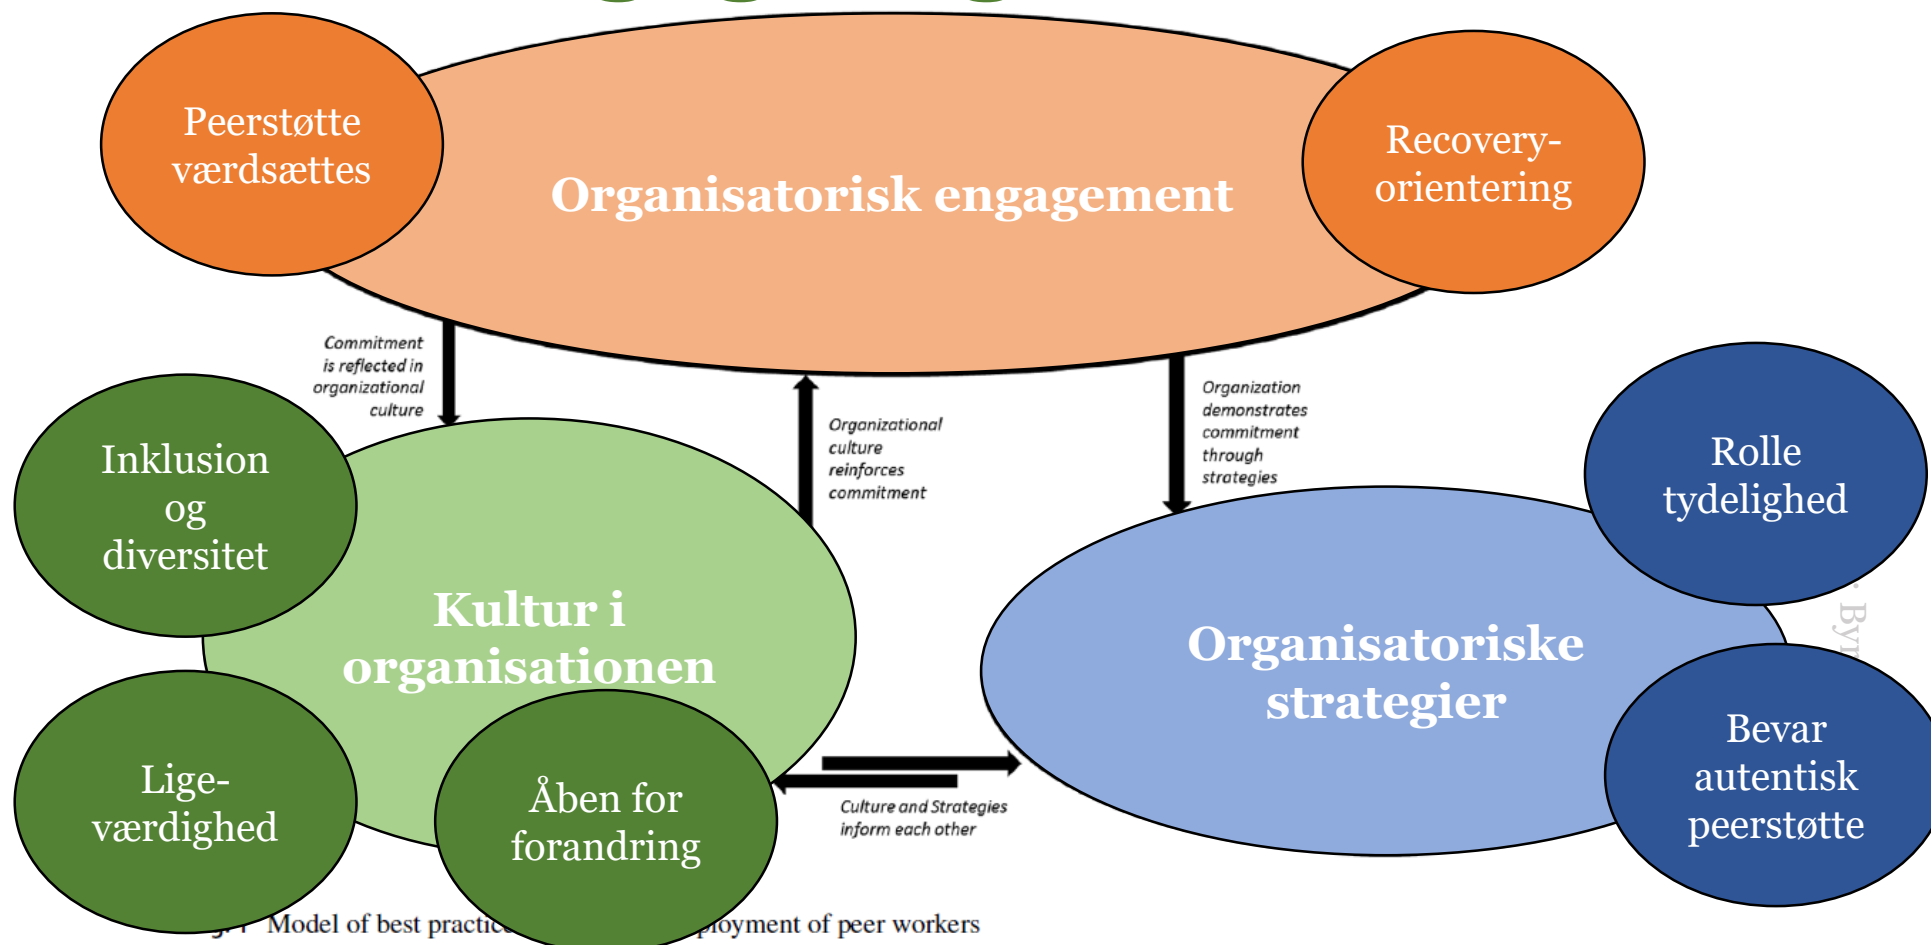 Peerstøtte
værdsættes
Organisatorisk engagement
Recovery-
orientering
Commitment
is reflected in
organizational
culture
Organizational
culture
reinforces
commitment
Organization
demonstrates
commitment
through
strategies
Inklusion
og
diversitet
Kultur i
organisationen
Lige-
værdighed
Åben for
forandring
Culture and Strategies
inform each other
Organisatoriske
strategier
Rolle
tydelighed
Bevar
autentisk
peerstøtte
Model of best practice
of peer workers